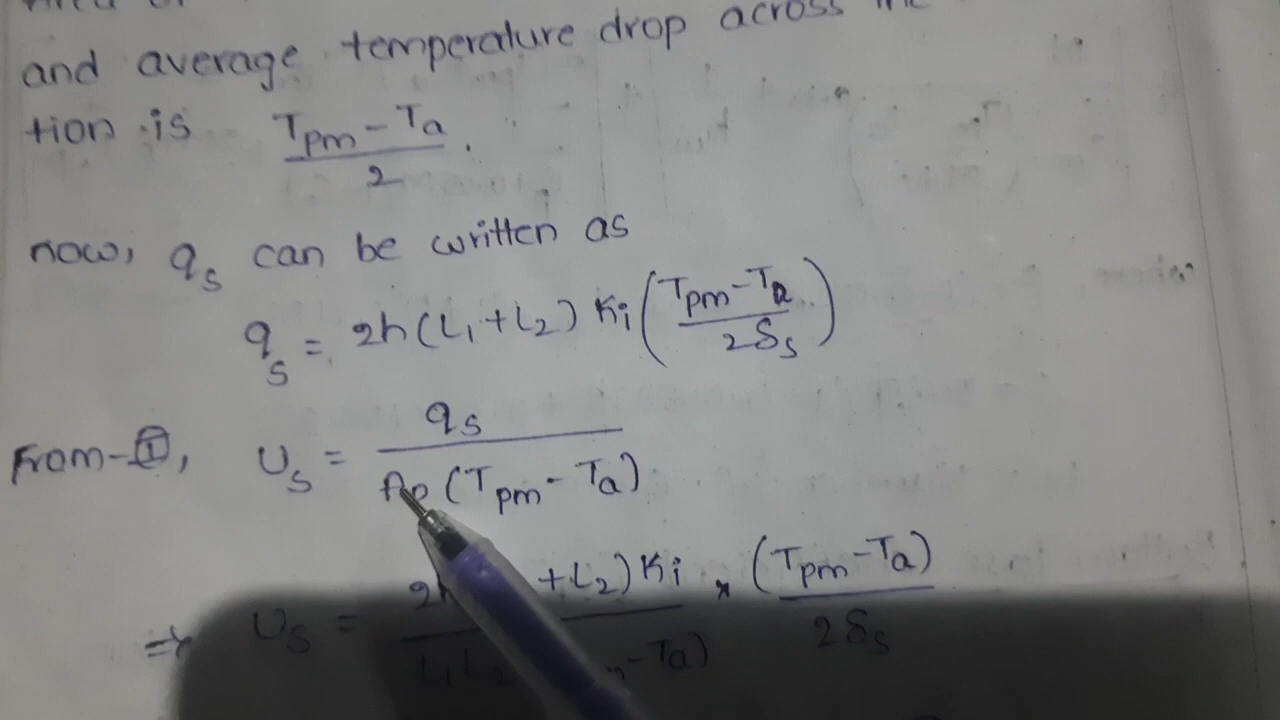 and average temperature drop across
tion is (Tpm - Ta)/2 .
now, qs can be written as
qs = 2h(L1+L2) Ki ((Tpm - Ta)/2δs)
From-①, Us = qs/(Ap(Tpm - Ta))
⇒ Us = +L2)Ki × (Tpm - Ta)/2δs